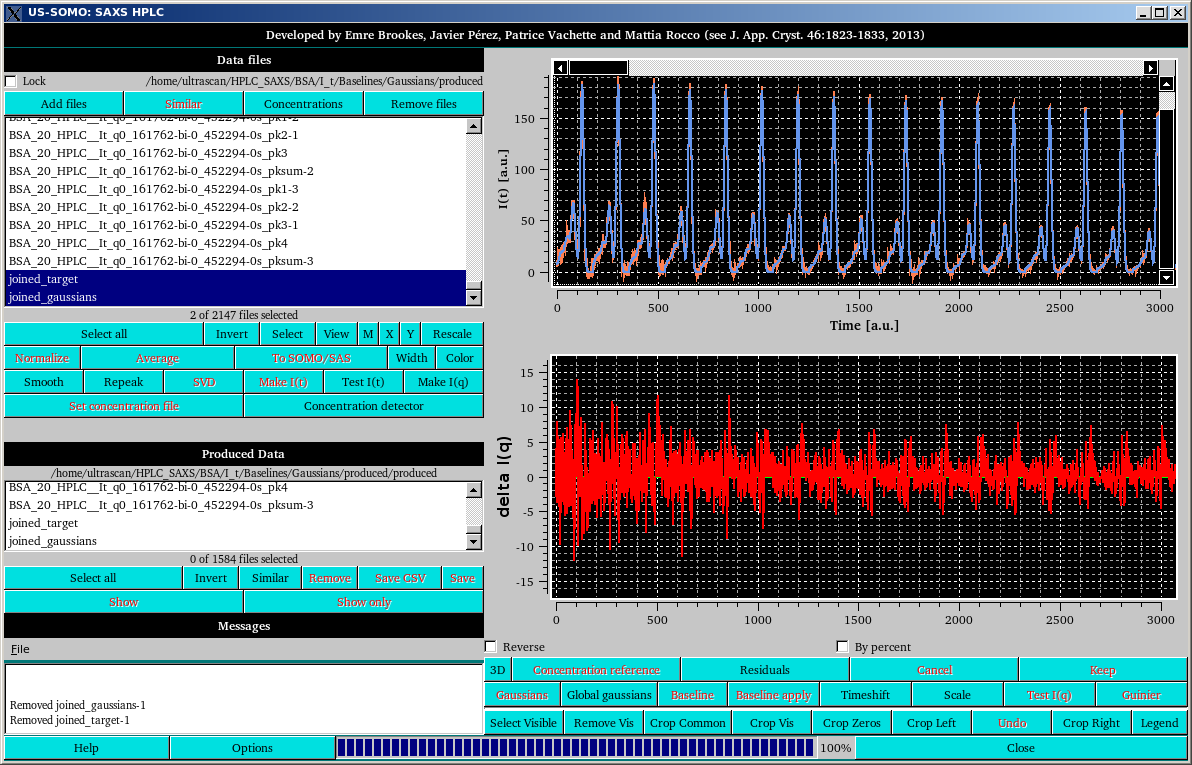 US-SOMO: SAXS HPLC
Developed by Emre Brookes, Javier Pérez, Patrice Vachette and Mattia Rocco (see J. App. Cryst. 46:1823-1833, 2013)
Data files
Lock /home/ultrascan/HPLC_SAXS/BSA/I_t/Baselines/Gaussians/produced
Add files Similar Concentrations Remove files
BSA_20_HPLC__It_q0_161762-bi-0_452294-0s_pk1-2
BSA_20_HPLC__It_q0_161762-bi-0_452294-0s_pk2-1
BSA_20_HPLC__It_q0_161762-bi-0_452294-0s_pk3
BSA_20_HPLC__It_q0_161762-bi-0_452294-0s_pksum-2
BSA_20_HPLC__It_q0_161762-bi-0_452294-0s_pk1-3
BSA_20_HPLC__It_q0_161762-bi-0_452294-0s_pk2-2
BSA_20_HPLC__It_q0_161762-bi-0_452294-0s_pk3-1
BSA_20_HPLC__It_q0_161762-bi-0_452294-0s_pk4
BSA_20_HPLC__It_q0_161762-bi-0_452294-0s_pksum-3
joined_target
joined_gaussians
2 of 2147 files selected
Select all Invert Select View M X Y Rescale
Normalize Average To SOMO/SAS Width Color
Smooth Repeak SVD Make I(t) Test I(t) Make I(q)
Set concentration file Concentration detector
Produced Data
/home/ultrascan/HPLC_SAXS/BSA/I_t/Baselines/Gaussians/produced/produced
BSA_20_HPLC__It_q0_161762-bi-0_452294-0s_pk4
BSA_20_HPLC__It_q0_161762-bi-0_452294-0s_pksum-3
joined_target
joined_gaussians
0 of 1584 files selected
Select all Invert Similar Remove Save CSV Save
Show Show only
Messages
File
Removed joined_gaussians-1
Removed joined_target-1
Help Options 100% Close
I(t) [a.u.]
150
100
50
0
0 500 1000 1500 2000 2500 3000
Time [a.u.]
delta I(q)
15
10
5
0
-5
-10
-15
0 500 1000 1500 2000 2500 3000
Reverse By percent
3D Concentration reference Residuals Cancel Keep
Gaussians Global gaussians Baseline Baseline apply Timeshift Scale Test I(q) Guinier
Select Visible Remove Vis Crop Common Crop Vis Crop Zeros Crop Left Undo Crop Right Legend